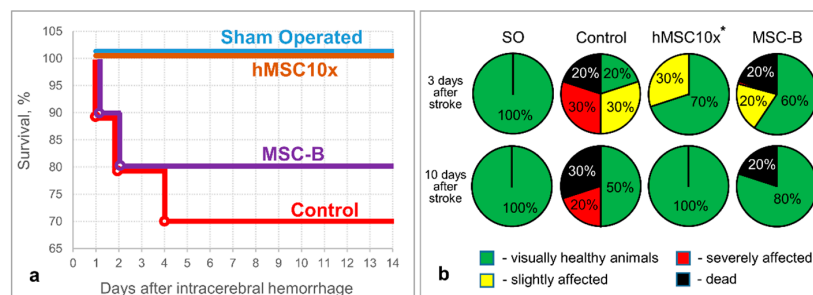 105
100
95
90
85
80
75
70
65
Survival, %
Sham Operated
hMSC10x
MSC-B
Control
0 1 2 3 4 5 6 7 8 9 10 11 12 13 14
a
Days after intracerebral hemorrhage
SO Control hMSC10x* MSC-B
3 days
after
stroke
100%
20% 20%
30% 30%
30%
70%
20%
20% 60%
10 days
after
stroke
100%
30%
50%
20%
100%
20%
80%
- visually healthy animals - severely affected
- slightly affected - dead
b